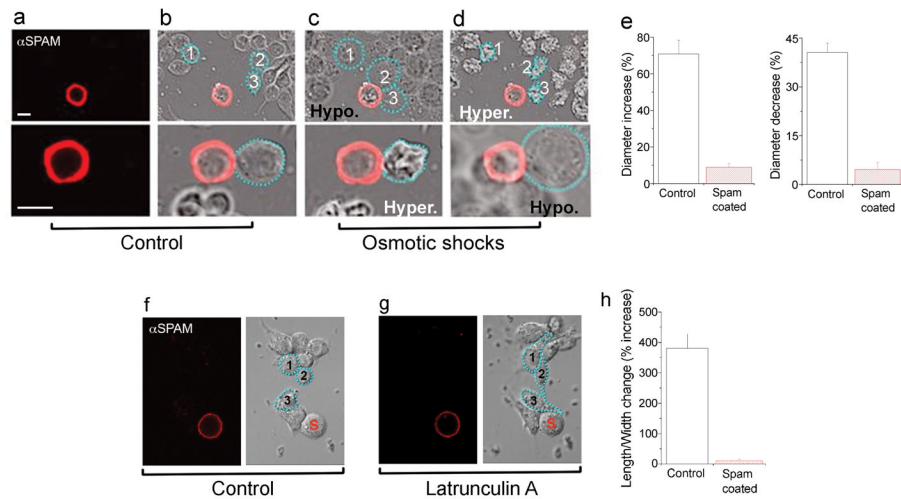 a
αSPAM
b
1
2
3
c
1
2
3
Hypo.
d
1
2
3
Hyper.
Hyper.
Hypo.
Control
Osmotic shocks
e
Diameter increase (%)
80
60
40
20
0
Control
Spam
coated
Diameter decrease (%)
45
30
15
0
Control
Spam
coated
f
αSPAM
1
2
3
S
Control
g
1
2
3
S
Latrunculin A
h
Length/Width change (% increase)
500
400
300
200
100
0
Control
Spam
coated